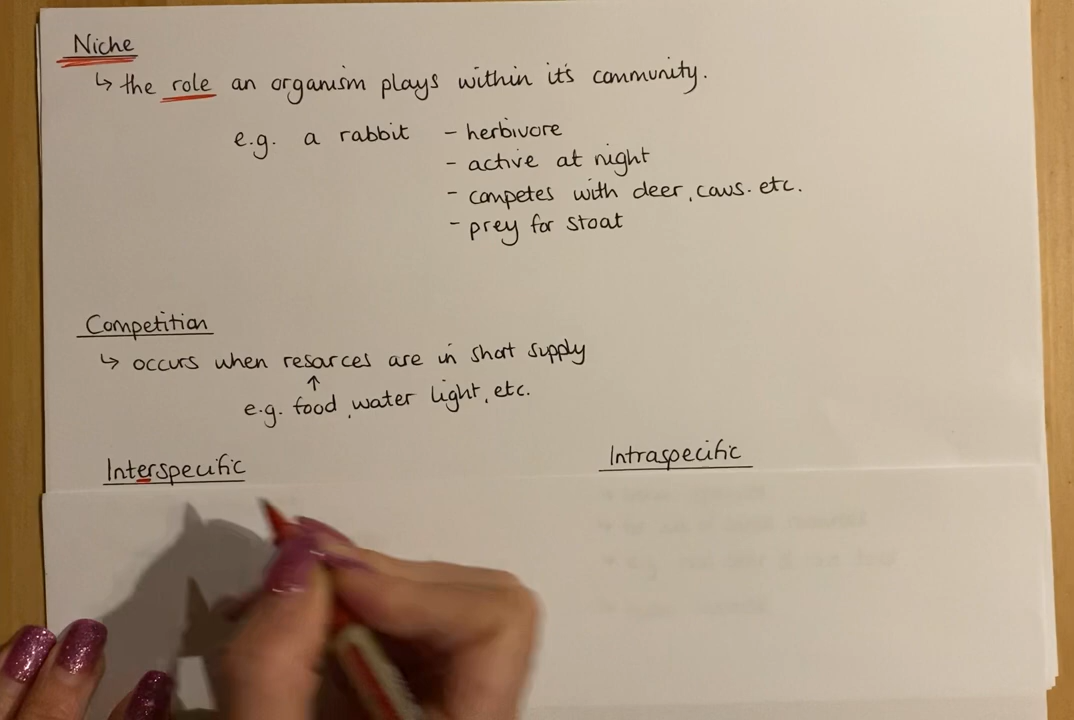 Niche
↳ the role an organism plays within it's community.
e.g. a rabbit - herbivore
- active at night
- competes with deer, cows. etc.
- prey for stoat
Competition
↳ occurs when resources are in short supply
↑
e.g. food, water light, etc.
Interspecific
Intraspecific